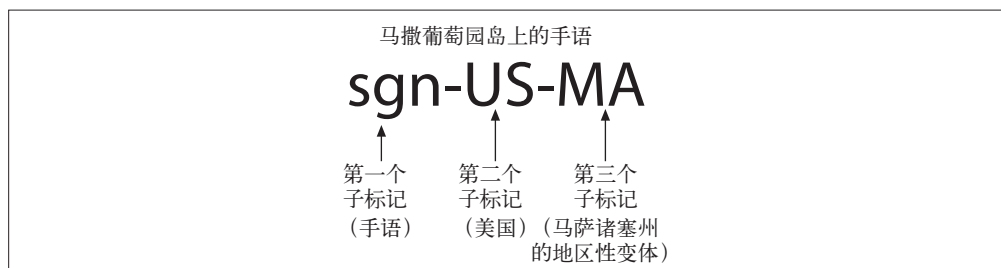 马撒葡萄园岛上的手语
sgn-US-MA
第一个 第二个 第三个
子标记 子标记 子标记
（手语） （美国） （马萨诸塞州
的地区性变体）